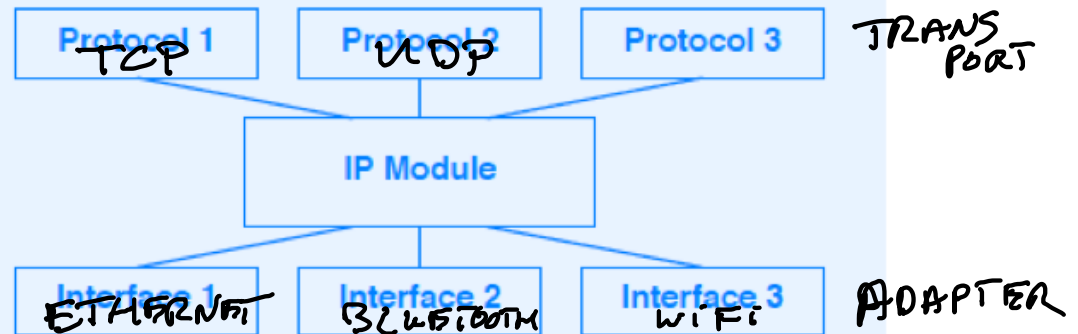 Protocol 1 Protocol 2 Protocol 3
TCP UDP
TRANS
PORT
IP Module
Interface 1 Interface 2 Interface 3
ETHERNET BLUETOOTH WiFi
ADAPTER